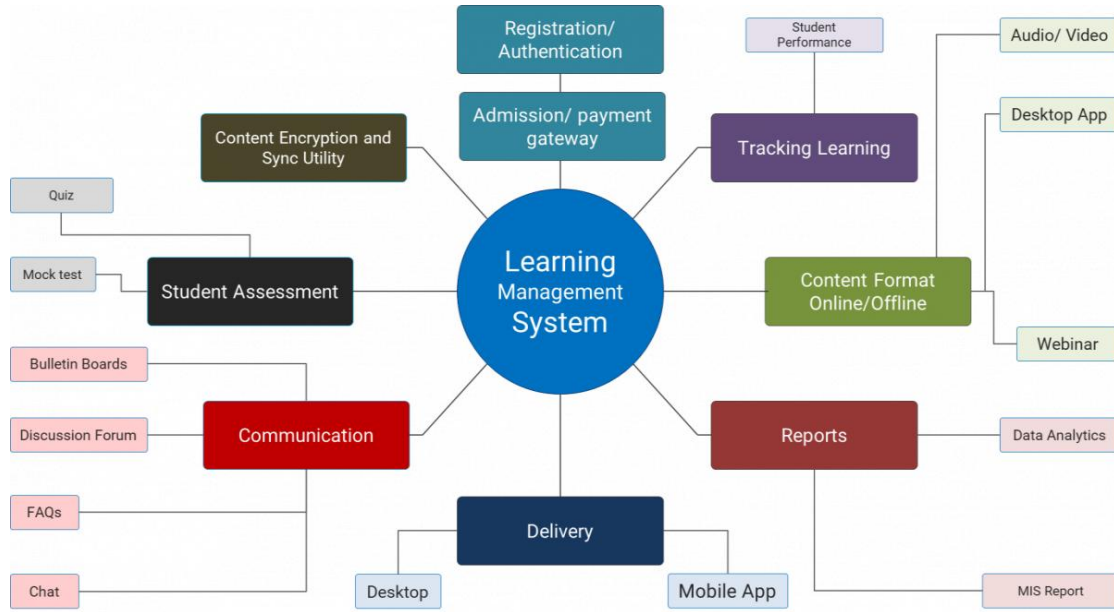 Registration/
Authentication
Student
Performance
Audio/ Video
Admission/ payment
gateway
Desktop App
Content Encryption and
Sync Utility
Tracking Learning
Quiz
Mock test
Student Assessment
Learning
Management
System
Content Format
Online/Offline
Webinar
Bulletin Boards
Discussion Forum
Communication
Reports
Data Analytics
FAQs
Delivery
Chat
Desktop
Mobile App
MIS Report